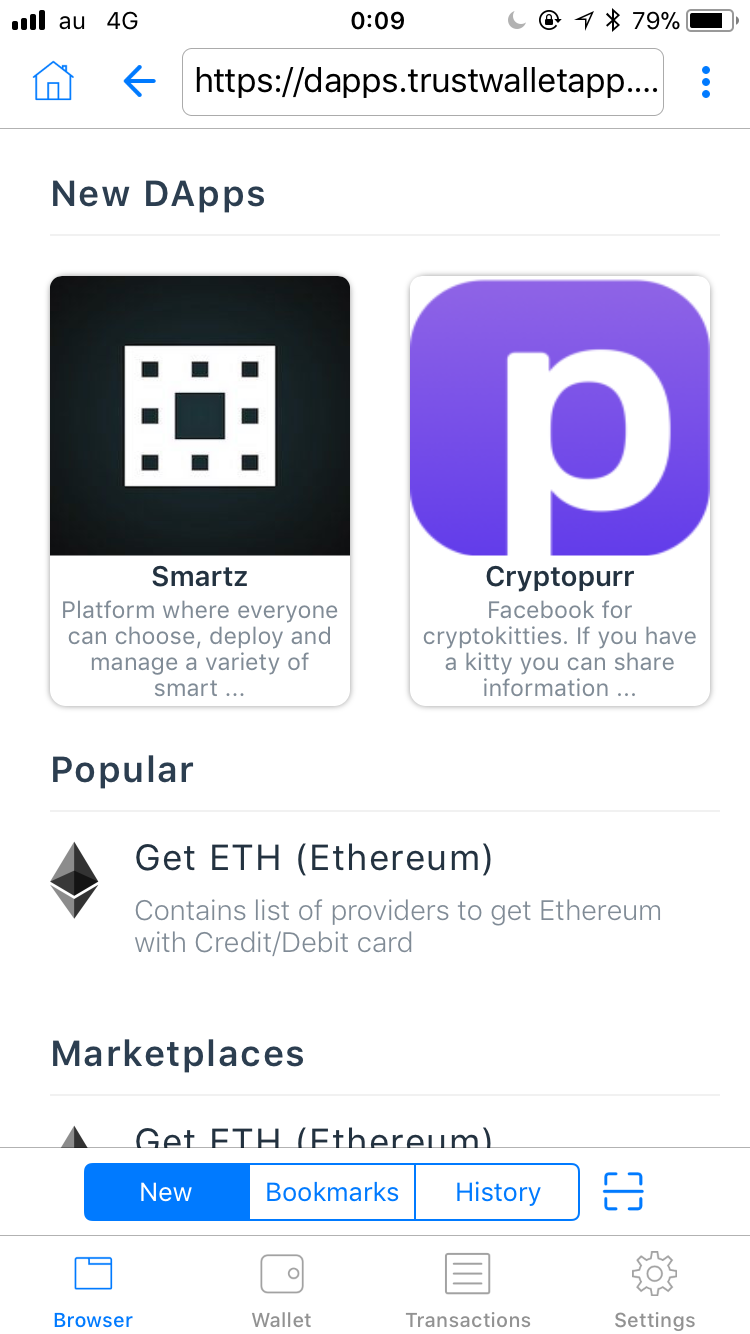 au 4G 0:09 79%
https://dapps.trustwalletapp....
New DApps
Smartz
Platform where everyone
can choose, deploy and
manage a variety of
smart ...
Cryptopurr
Facebook for
cryptokitties. If you have
a kitty you can share
information ...
Popular
Get ETH (Ethereum)
Contains list of providers to get Ethereum
with Credit/Debit card
Marketplaces
Get ETH (Ethereum)
New Bookmarks History
Browser Wallet Transactions Settings